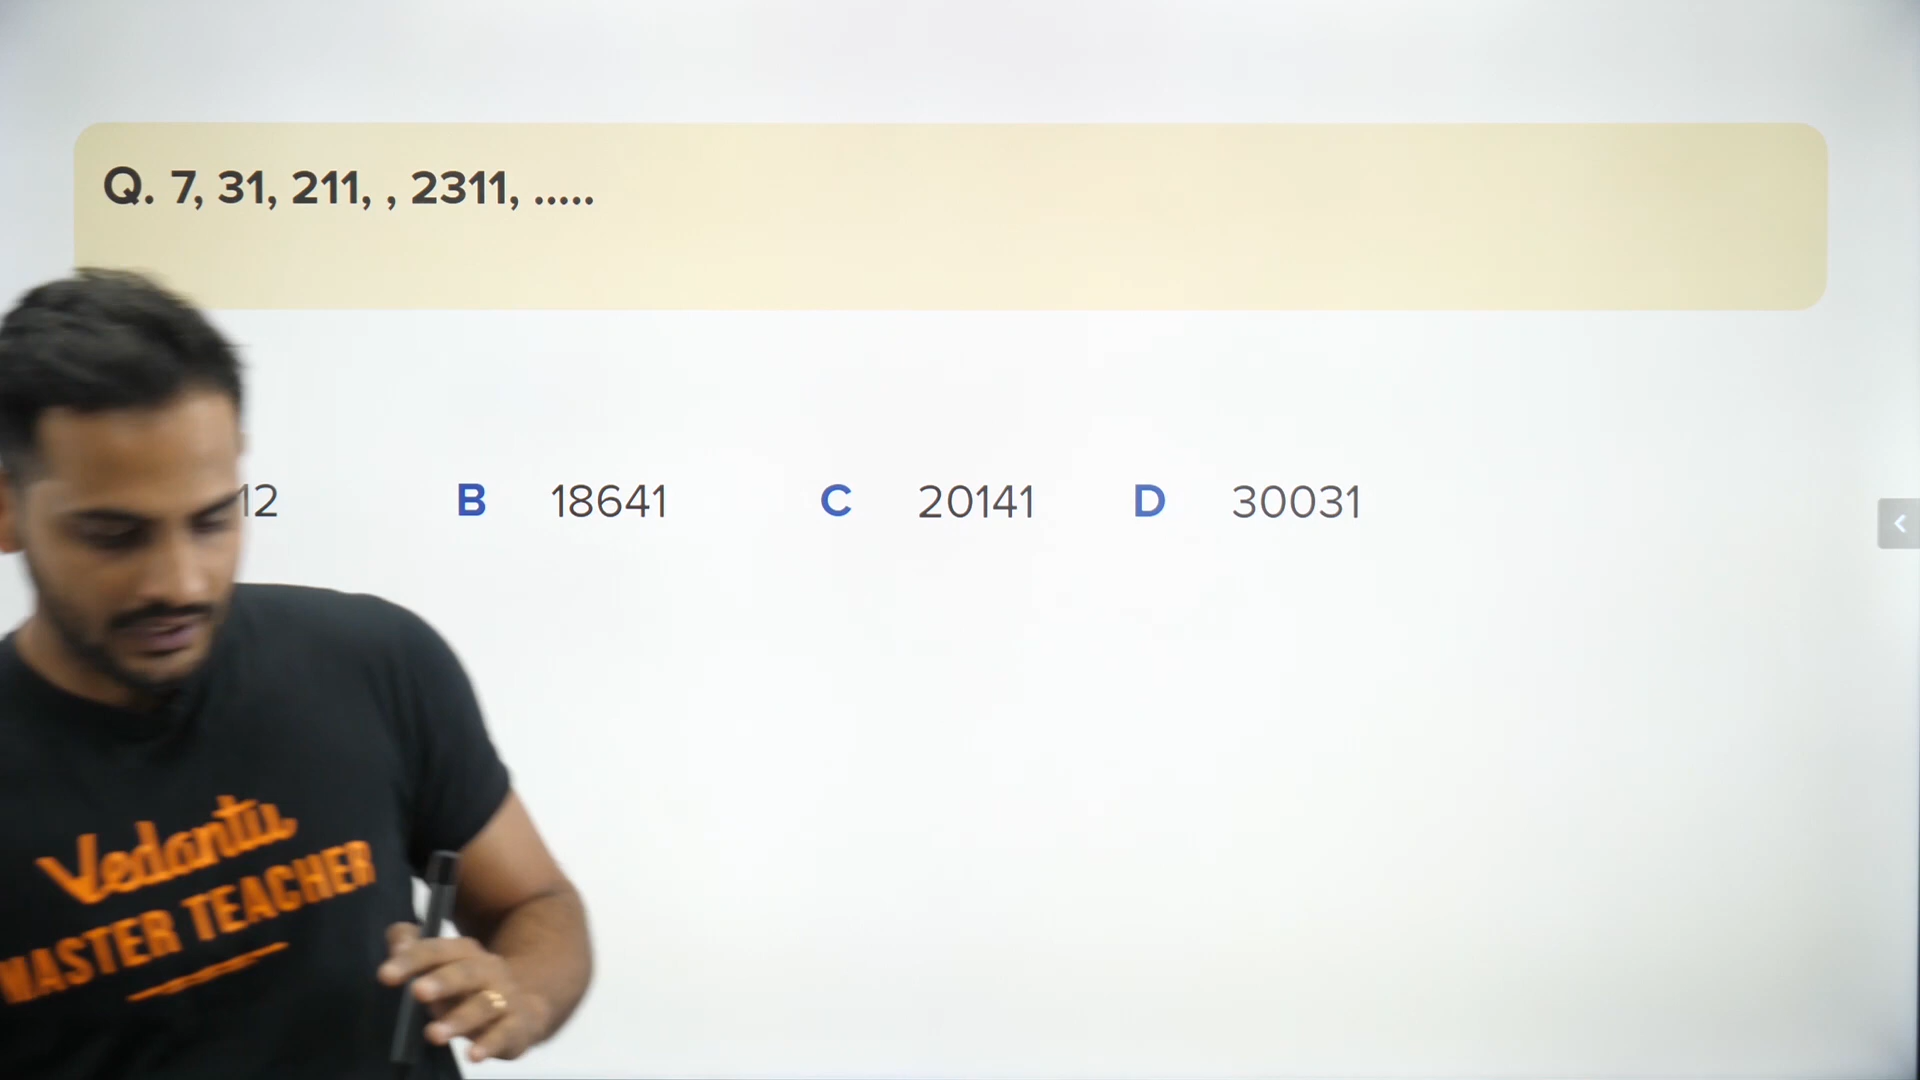 Q. 7, 31, 211, , 2311, .....
12 B 18641 C 20141 D 30031
Vedantu
MASTER TEACHER